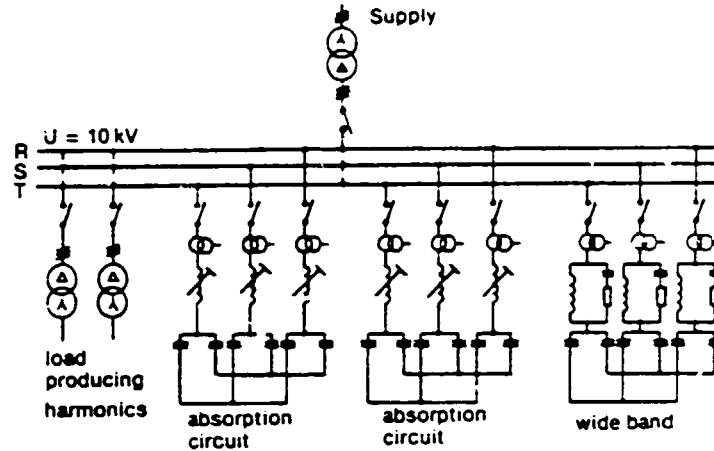 Supply
U = 10 kV
R
S
T
load
producing
harmonics
absorption
circuit
absorption
circuit
wide band